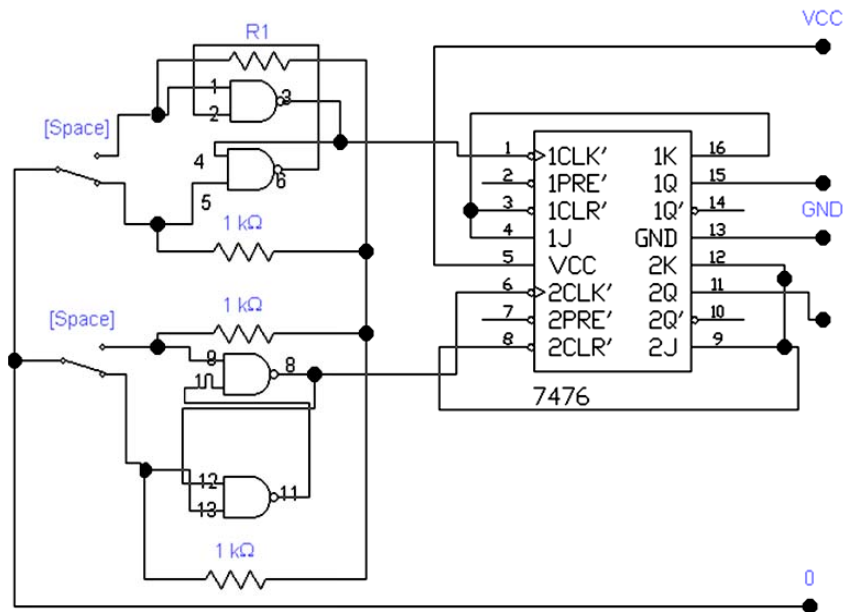 VCC
R1
1
2
3
[Space]
4
6
5
1 kΩ
1 1CLK' 1K 16
2 1PRE' 1Q 15
3 1CLR' 1Q' 14
GND
4 1J GND 13
5 VCC 2K 12
6 2CLK' 2Q 11
7 2PRE' 2Q' 10
8 2CLR' 2J 9
7476
1 kΩ
[Space]
9
8
10
12
11
13
1 kΩ
0